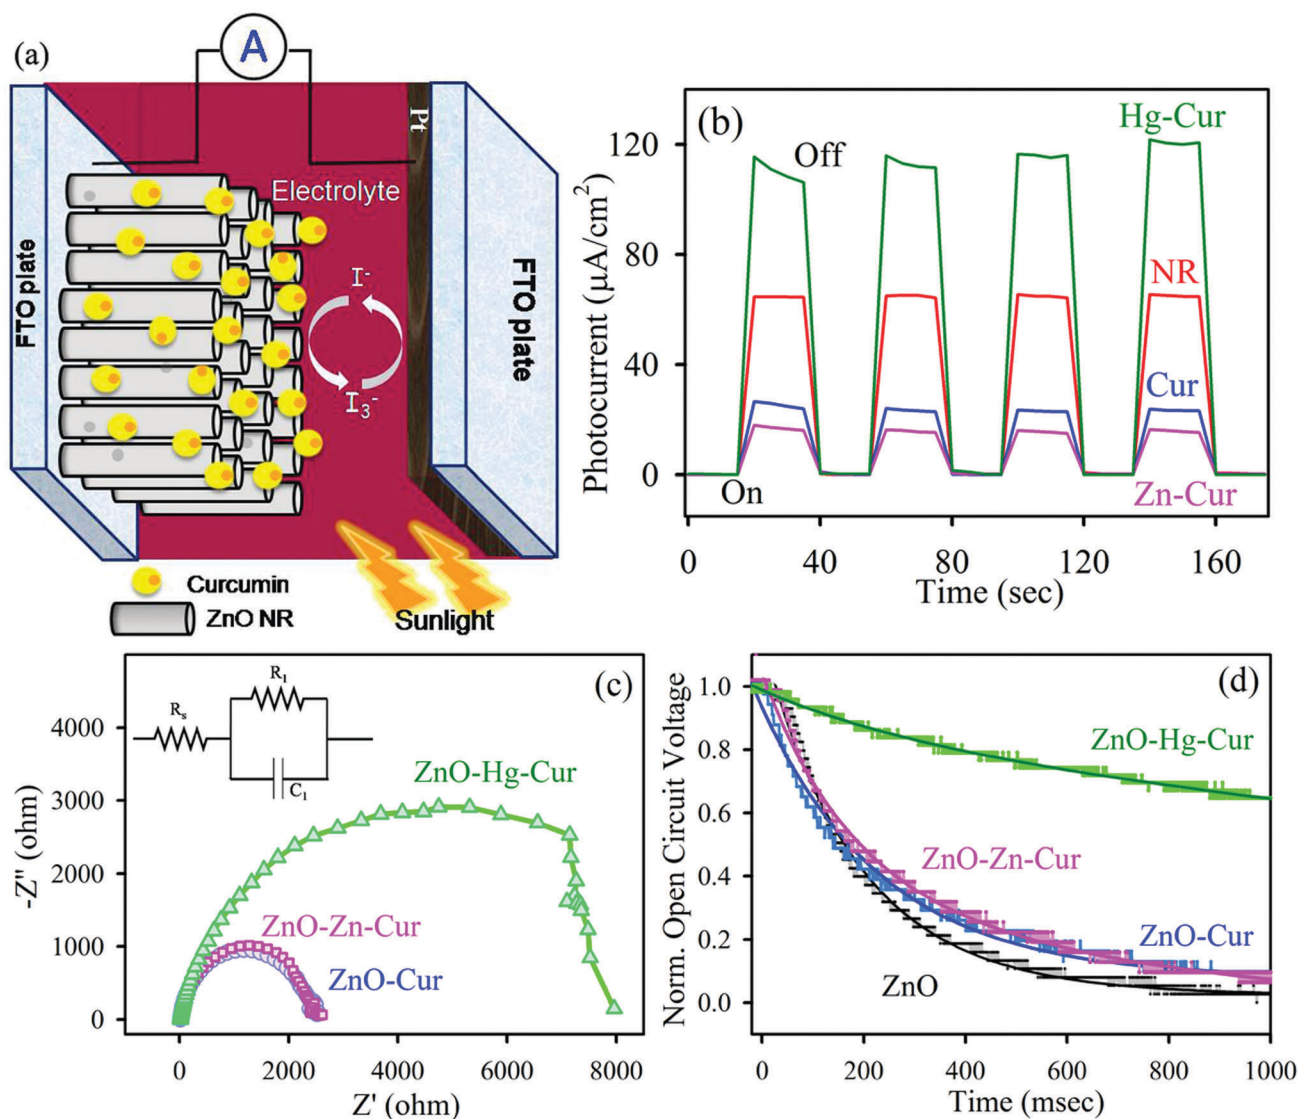 (a)
A
Pt
Electrolyte
FTO plate
FTO plate
I⁻
I₃⁻
Curcumin
ZnO NR
Sunlight
(b)
Hg-Cur
Off
NR
Cur
Zn-Cur
On
Photocurrent (µA/cm²)
120
80
40
0
0 40 80 120 160
Time (sec)
(c)
Rₛ
R₁
C₁
ZnO-Hg-Cur
ZnO-Zn-Cur
ZnO-Cur
-Z" (ohm)
4000
3000
2000
1000
0
0 2000 4000 6000 8000
Z' (ohm)
(d)
ZnO-Hg-Cur
ZnO-Zn-Cur
ZnO-Cur
ZnO
Norm. Open Circuit Voltage
1.0
0.8
0.6
0.4
0.2
0.0
0 200 400 600 800 1000
Time (msec)